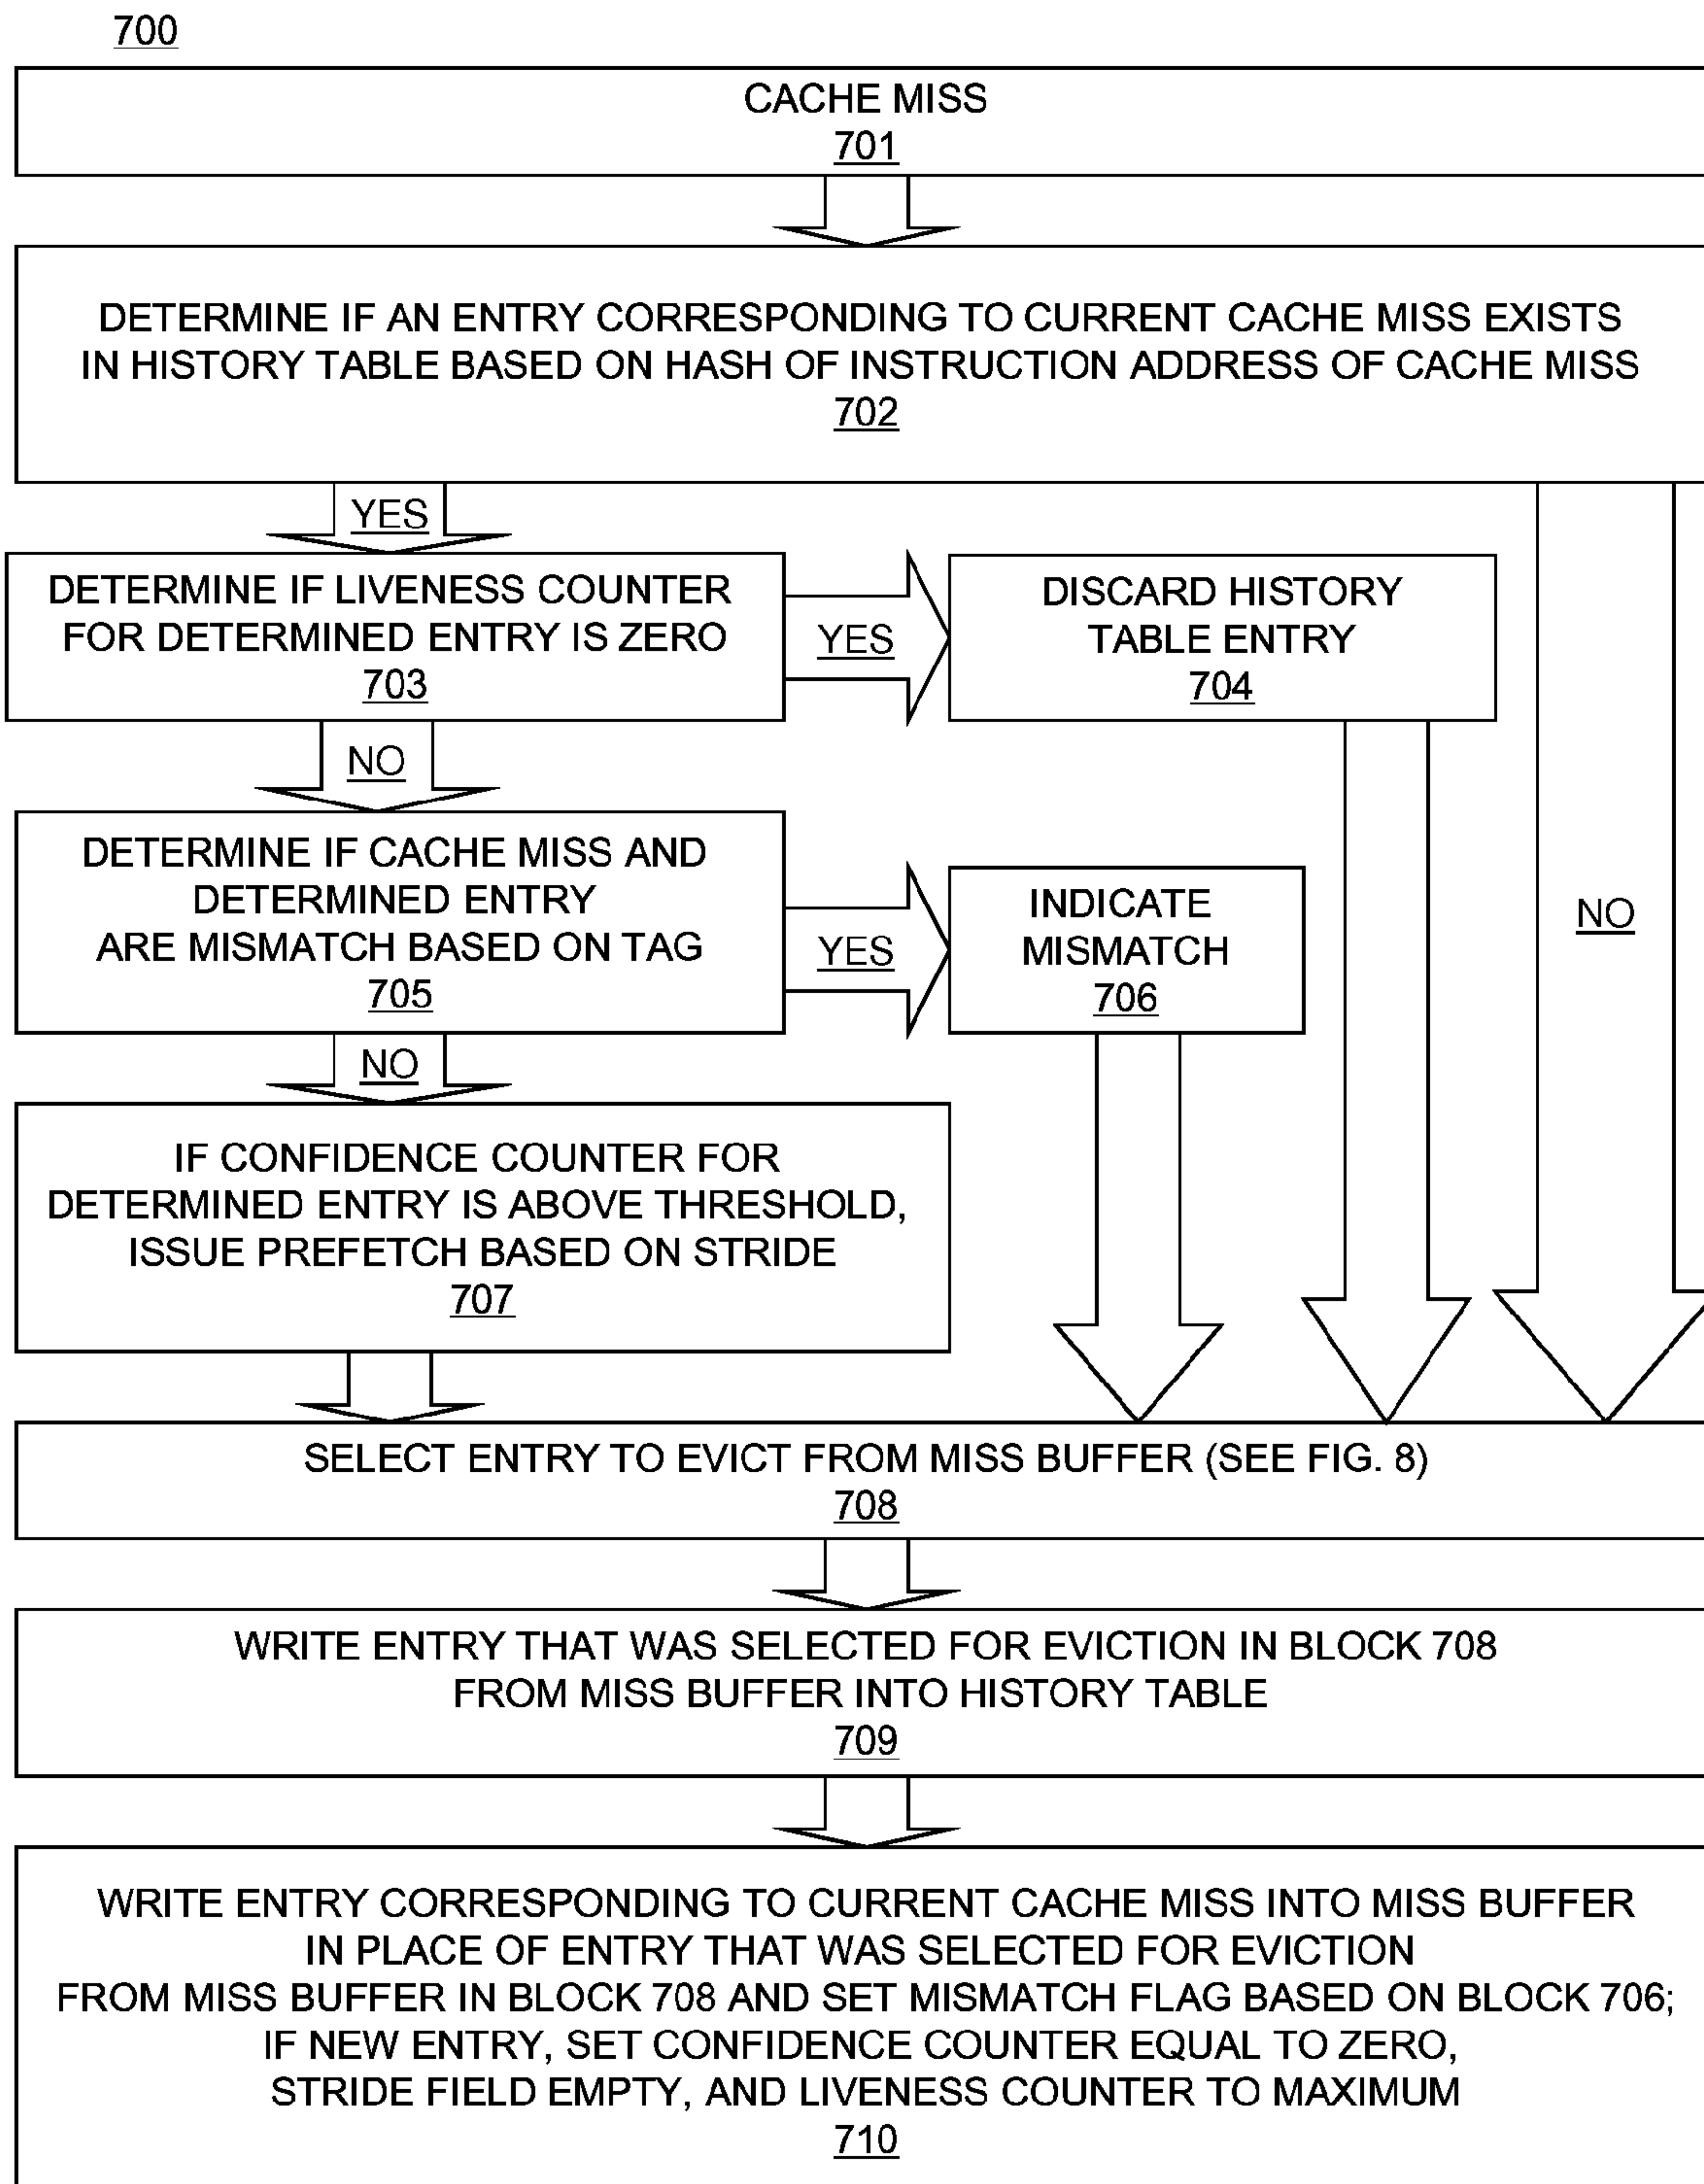 700
CACHE MISS
701
DETERMINE IF AN ENTRY CORRESPONDING TO CURRENT CACHE MISS EXISTS
IN HISTORY TABLE BASED ON HASH OF INSTRUCTION ADDRESS OF CACHE MISS
702
YES
DETERMINE IF LIVENESS COUNTER
FOR DETERMINED ENTRY IS ZERO
703
YES
DISCARD HISTORY
TABLE ENTRY
704
NO
NO
DETERMINE IF CACHE MISS AND
DETERMINED ENTRY
ARE MISMATCH BASED ON TAG
705
YES
INDICATE
MISMATCH
706
NO
IF CONFIDENCE COUNTER FOR
DETERMINED ENTRY IS ABOVE THRESHOLD,
ISSUE PREFETCH BASED ON STRIDE
707
SELECT ENTRY TO EVICT FROM MISS BUFFER (SEE FIG. 8)
708
WRITE ENTRY THAT WAS SELECTED FOR EVICTION IN BLOCK 708
FROM MISS BUFFER INTO HISTORY TABLE
709
WRITE ENTRY CORRESPONDING TO CURRENT CACHE MISS INTO MISS BUFFER
IN PLACE OF ENTRY THAT WAS SELECTED FOR EVICTION
FROM MISS BUFFER IN BLOCK 708 AND SET MISMATCH FLAG BASED ON BLOCK 706;
IF NEW ENTRY, SET CONFIDENCE COUNTER EQUAL TO ZERO,
STRIDE FIELD EMPTY, AND LIVENESS COUNTER TO MAXIMUM
710